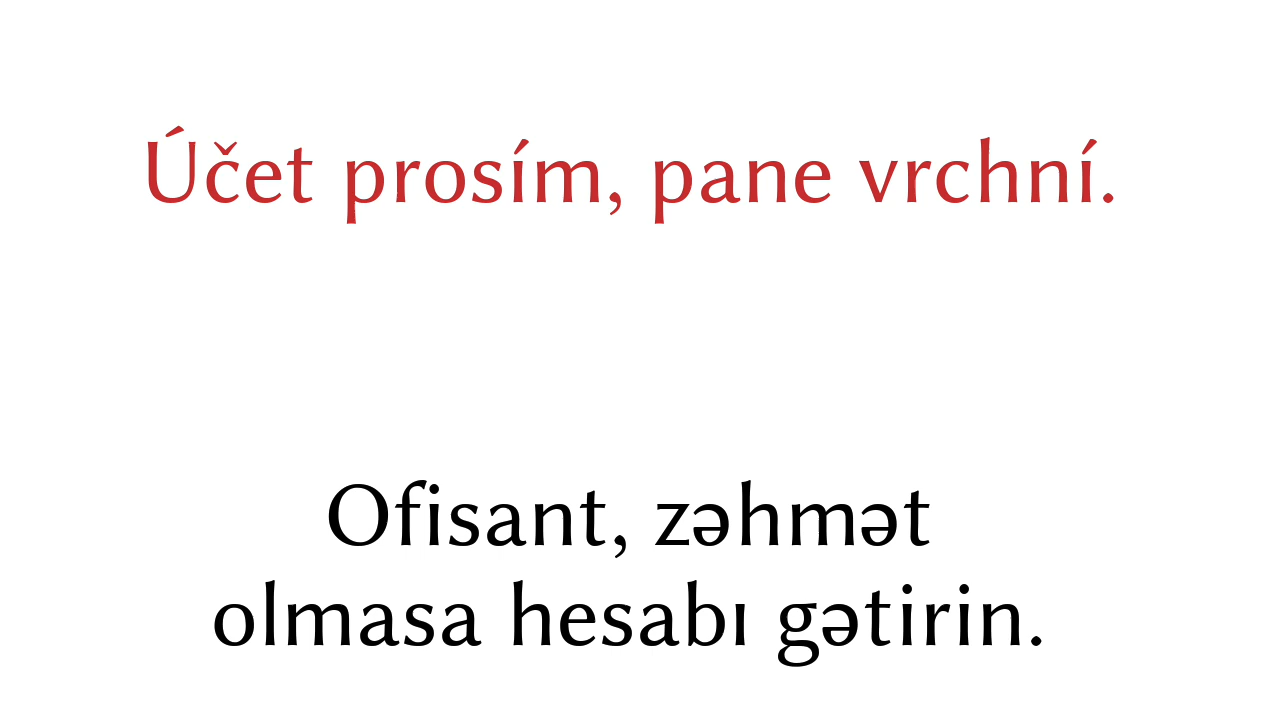 Účet prosím, pane vrchní.
Ofisant, zəhmət
olmasa hesabı gətirin.